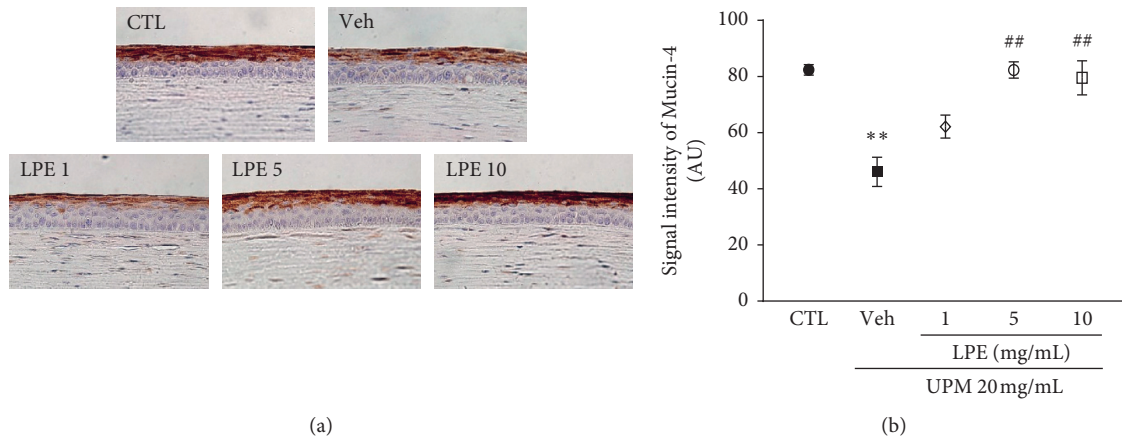 CTL
Veh
LPE 1
LPE 5
LPE 10
(a)
Signal intensity of Mucin-4
(AU)
100
80
60
40
20
0
**
##
##
CTL
Veh
1
5
10
LPE (mg/mL)
UPM 20 mg/mL
(b)